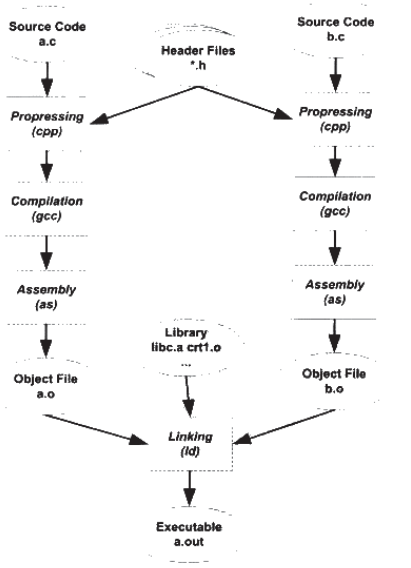 Source Code
a.c
Header Files
*.h
Source Code
b.c
Propressing
(cpp)
Propressing
(cpp)
Compilation
(gcc)
Compilation
(gcc)
Assembly
(as)
Assembly
(as)
Library
libc.a crt1.o
...
Object File
a.o
Object File
b.o
Linking
(ld)
Executable
a.out